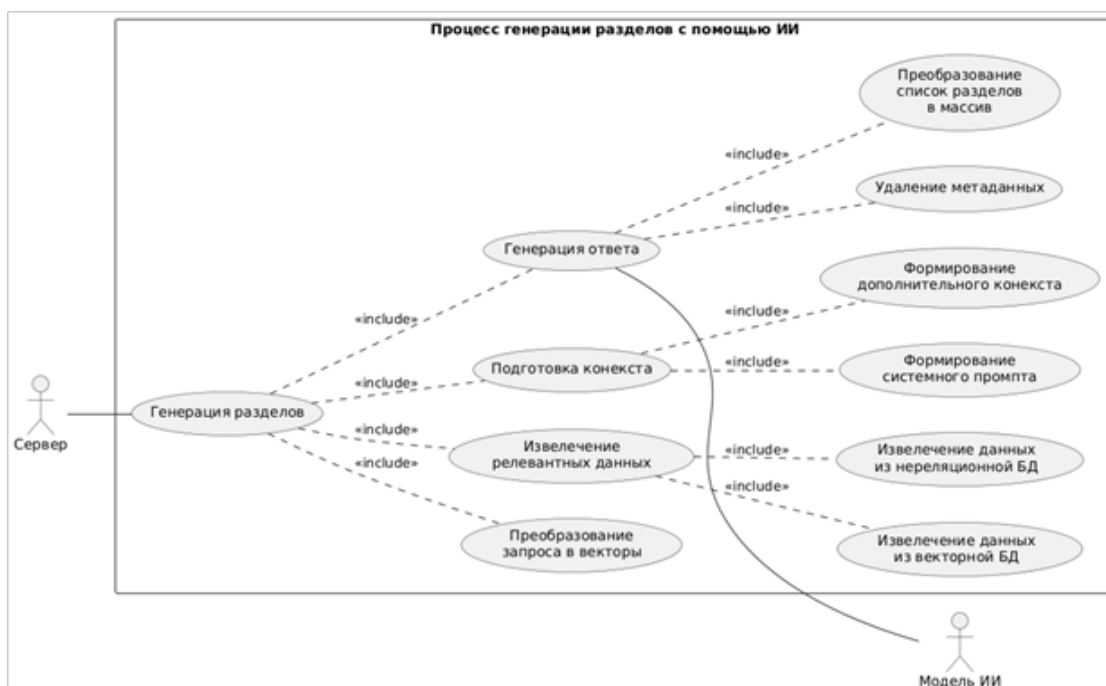 Процесс генерации разделов с помощью ИИ
Преобразование
список разделов
в массив
«include»
Удаление метаданных
«include»
Генерация ответа
Формирование
дополнительного конекста
«include»
«include»
Подготовка конекста
«include»
Формирование
системного промпта
«include»
Генерация разделов
Сервер
«include»
Извелечение
релевантных данных
«include»
Извелечение данных
из нереляционной БД
«include»
«include»
Преобразование
запроса в векторы
Извелечение данных
из векторной БД
Модель ИИ